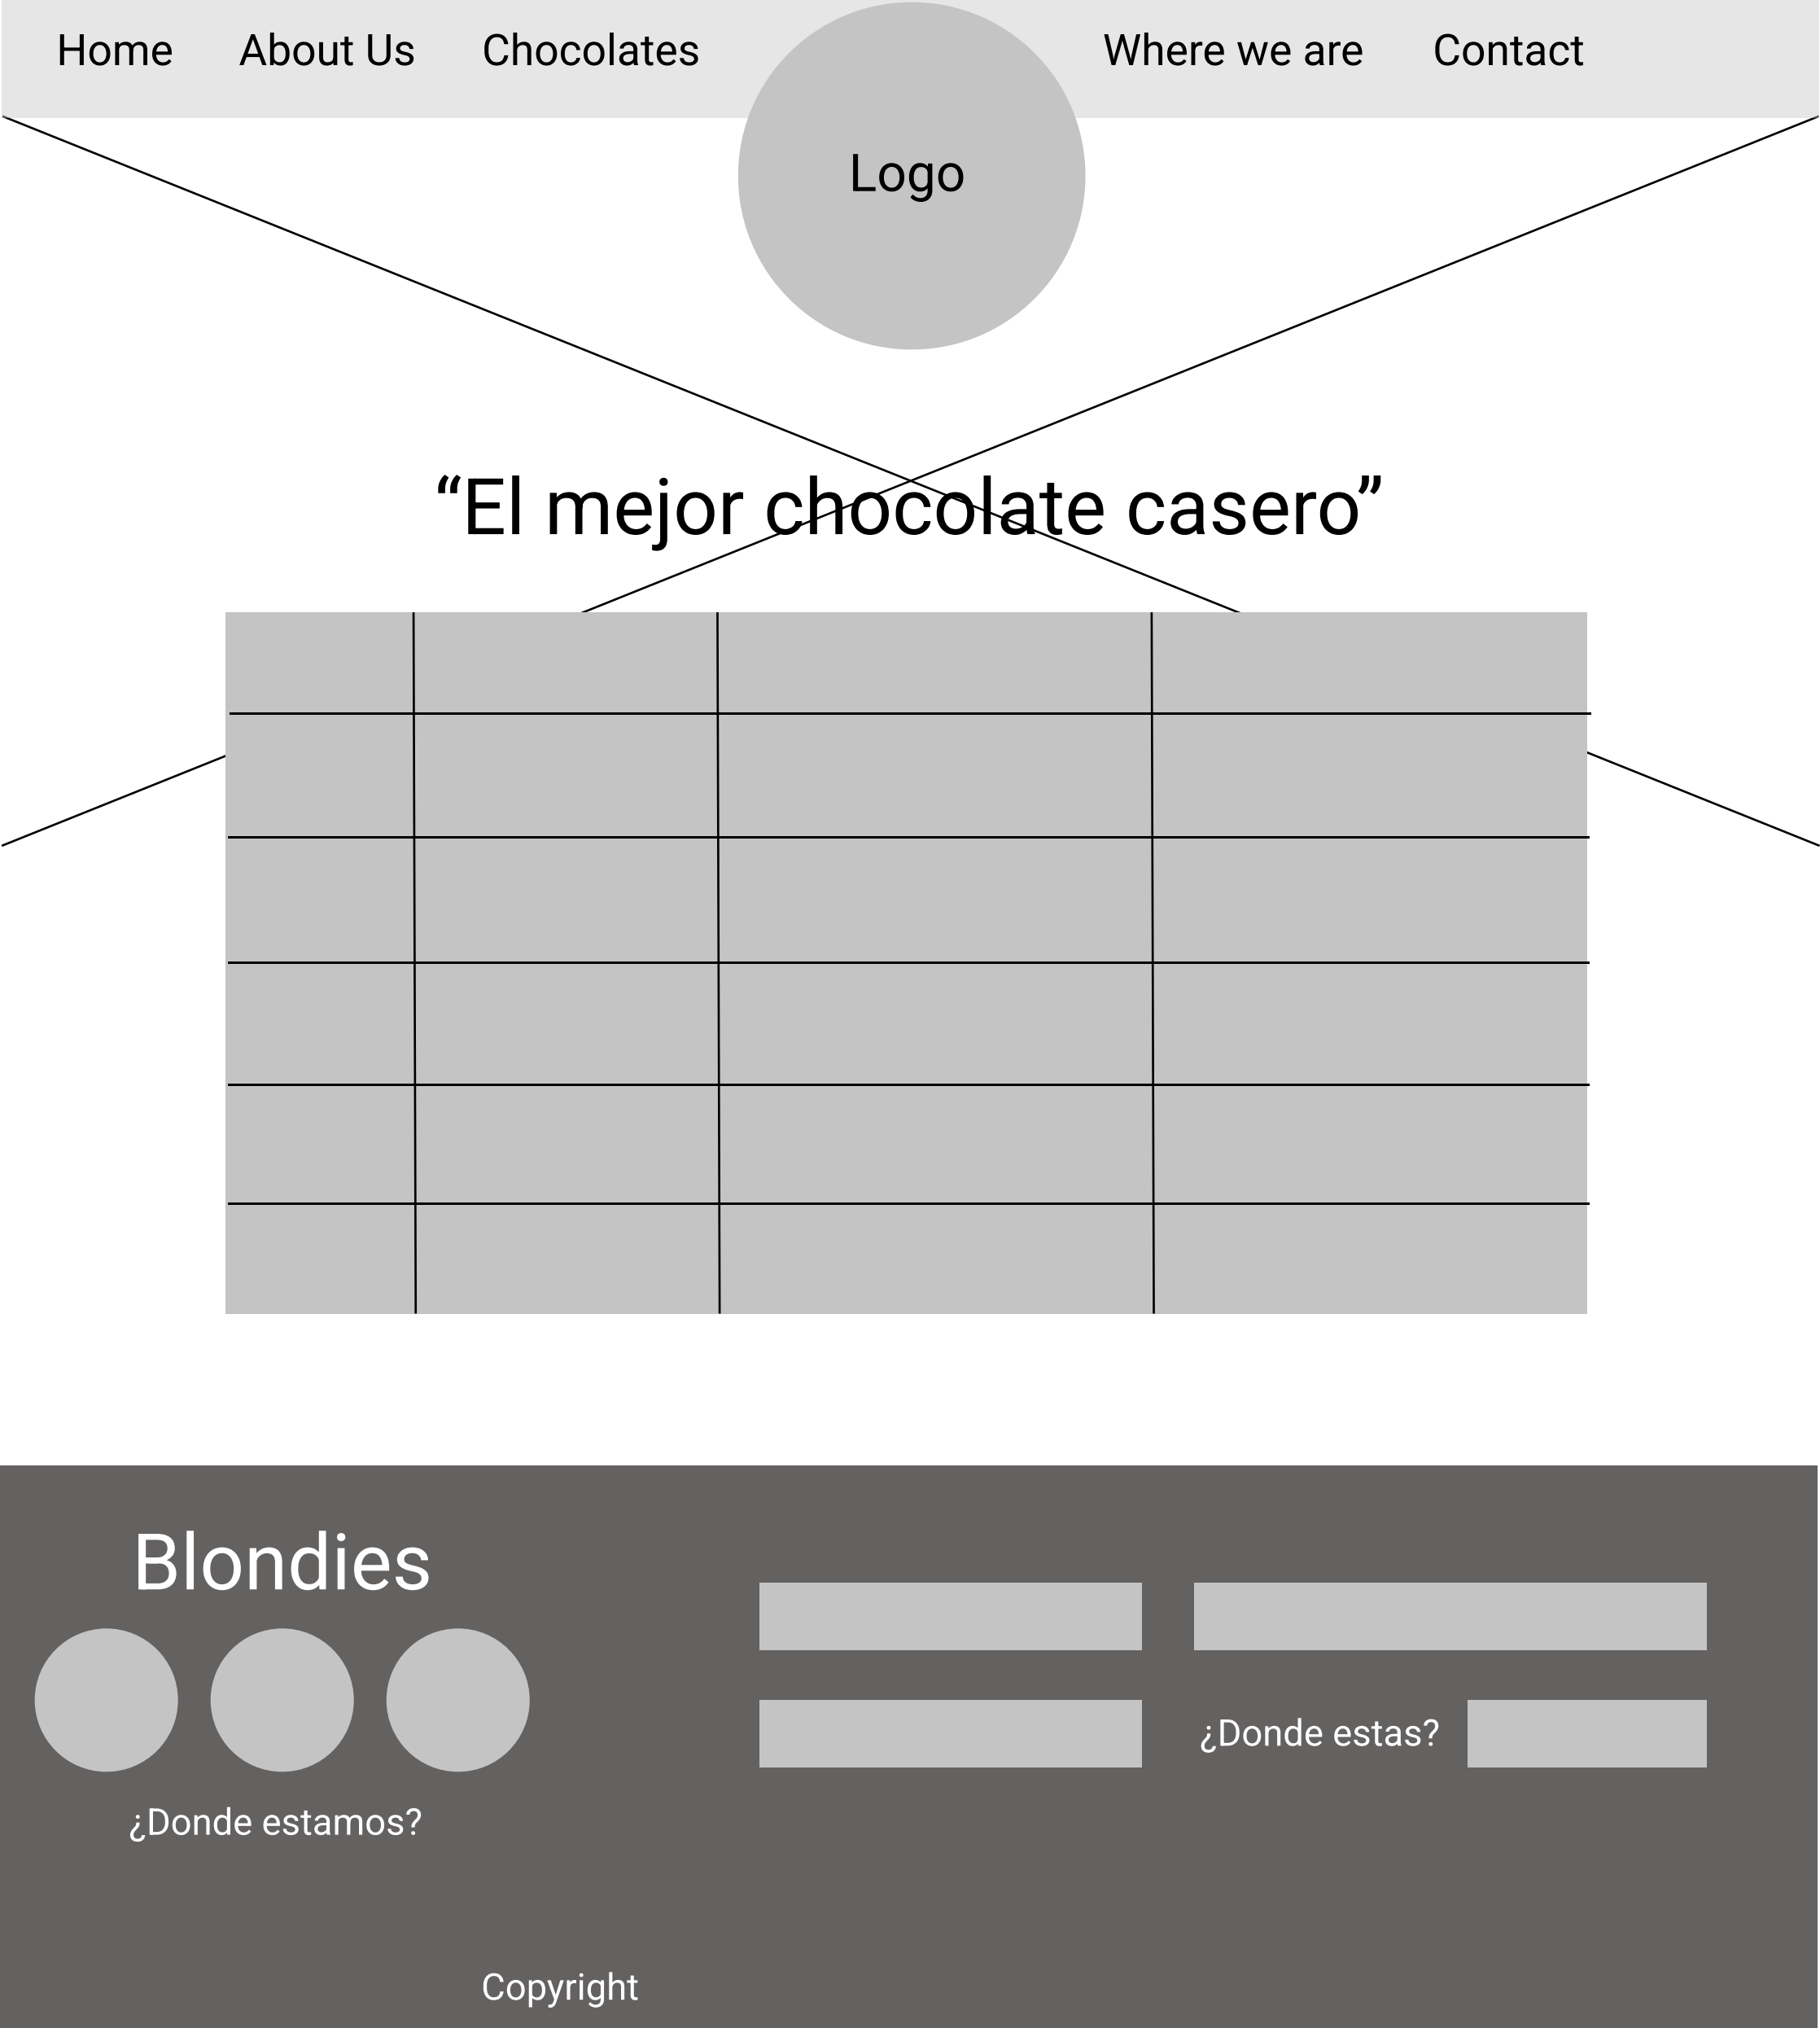 Home About Us Chocolates Where we are Contact
Logo
“El mejor chocolate casero”
Blondies
¿Donde estas?
¿Donde estamos?
Copyright